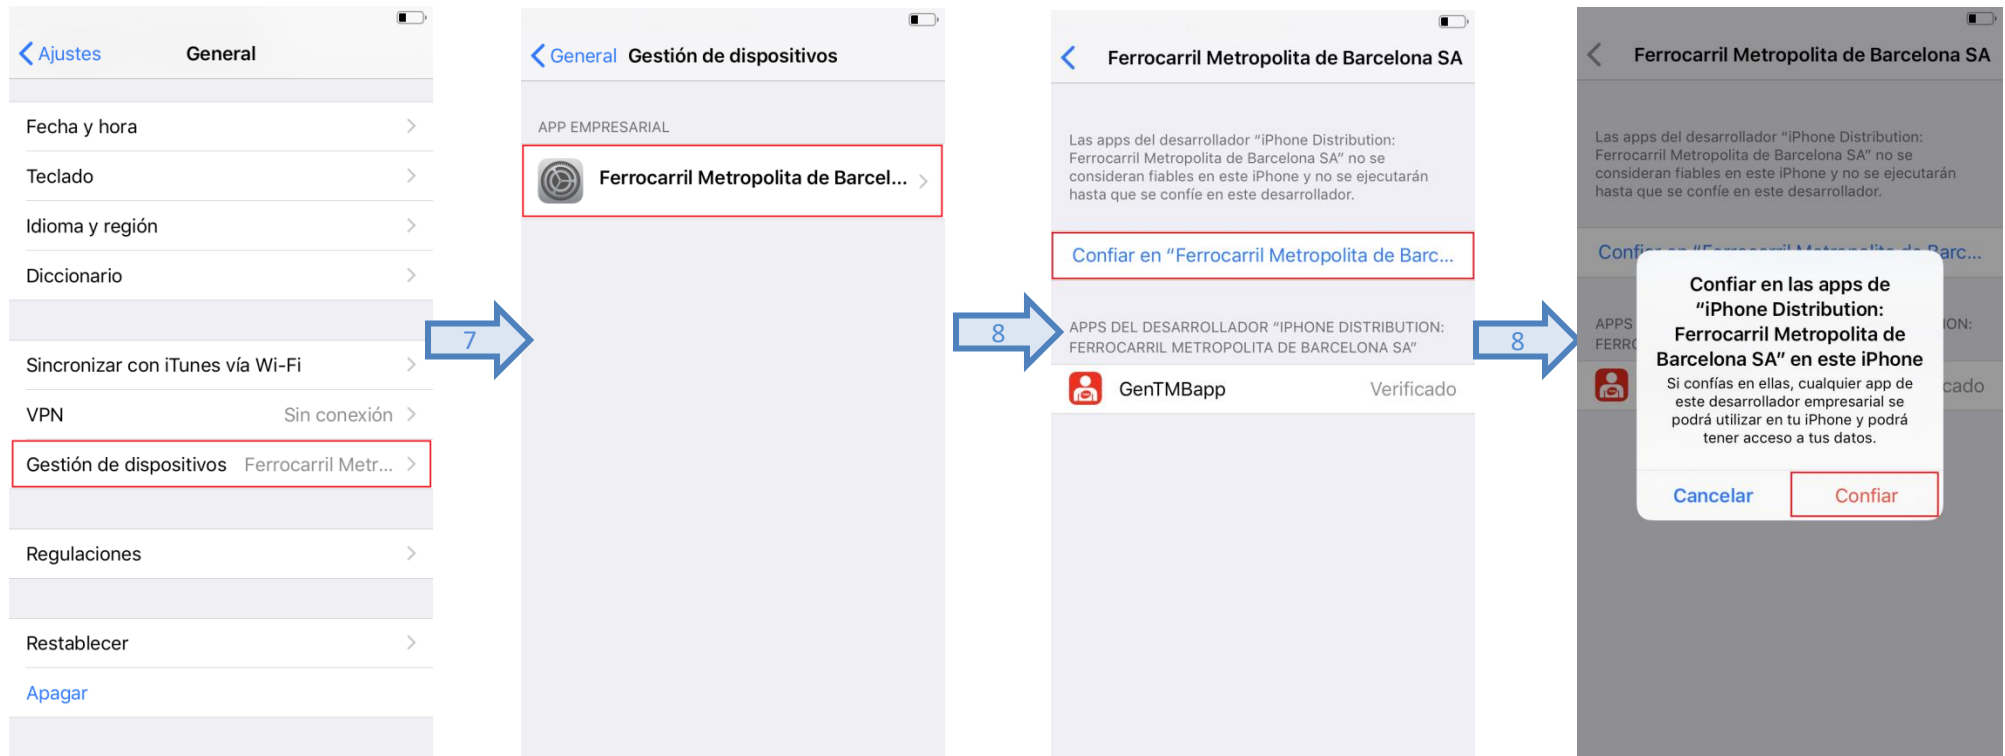 Ajustes General
Fecha y hora
Teclado
Idioma y región
Diccionario
Sincronizar con iTunes vía Wi-Fi
VPN Sin conexión
Gestión de dispositivos Ferrocarril Metr...
Regulaciones
Restablecer
Apagar
7
General Gestión de dispositivos
APP EMPRESARIAL
Ferrocarril Metropolita de Barcel...
8
Ferrocarril Metropolita de Barcelona SA
Las apps del desarrollador "iPhone Distribution:
Ferrocarril Metropolita de Barcelona SA" no se
consideran fiables en este iPhone y no se ejecutarán
hasta que se confíe en este desarrollador.
Confiar en "Ferrocarril Metropolita de Barc...
APPS DEL DESARROLLADOR "IPHONE DISTRIBUTION:
FERROCARRIL METROPOLITA DE BARCELONA SA"
GenTMBapp Verificado
8
Ferrocarril Metropolita de Barcelona SA
Las apps del desarrollador "iPhone Distribution:
Ferrocarril Metropolita de Barcelona SA" no se
consideran fiables en este iPhone y no se ejecutarán
hasta que se confíe en este desarrollador.
Confiar en las apps de
"iPhone Distribution:
Ferrocarril Metropolita de
Barcelona SA" en este iPhone
Si confías en ellas, cualquier app de
este desarrollador empresarial se
podrá utilizar en tu iPhone y podrá
tener acceso a tus datos.
Cancelar Confiar